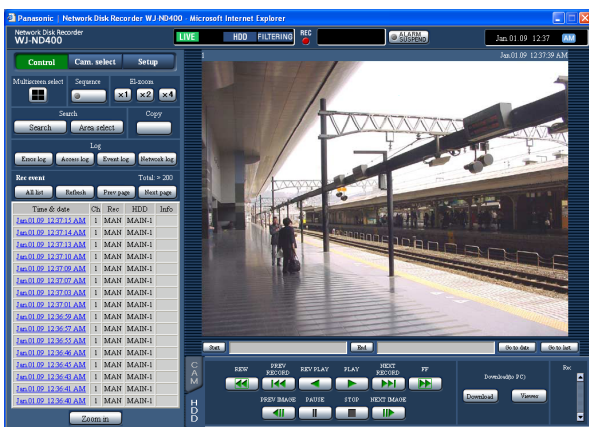 Panasonic | Network Disk Recorder WJ-ND400 - Microsoft Internet Explorer
Network Disk Recorder
WJ-ND400
LIVE HDD FILTERING REC ALARM SUSPEND Jan.01.09 12:37 AM
Control Cam. select Setup
1 Jan.01.09 12:37:39 AM
Multiscreen select Sequence El-zoom
x1 x2 x4
Search Copy
Search Area select
Log
Error log Access log Event log Network log
Rec event Total: > 200
All list Refresh Prev page Next page
Time & date Ch Rec HDD Info
Jan.01.09 12:37:15 AM 1 MAN MAIN-1
Jan.01.09 12:37:14 AM 1 MAN MAIN-1
Jan.01.09 12:37:13 AM 1 MAN MAIN-1
Jan.01.09 12:37:10 AM 1 MAN MAIN-1
Jan.01.09 12:37:09 AM 1 MAN MAIN-1
Jan.01.09 12:37:07 AM 1 MAN MAIN-1
Jan.01.09 12:37:03 AM 1 MAN MAIN-1
Jan.01.09 12:37:01 AM 1 MAN MAIN-1
Jan.01.09 12:36:59 AM 1 MAN MAIN-1
Jan.01.09 12:36:57 AM 1 MAN MAIN-1
Jan.01.09 12:36:55 AM 1 MAN MAIN-1
Jan.01.09 12:36:46 AM 1 MAN MAIN-1
Jan.01.09 12:36:45 AM 1 MAN MAIN-1
Jan.01.09 12:36:43 AM 1 MAN MAIN-1
Jan.01.09 12:36:41 AM 1 MAN MAIN-1
Jan.01.09 12:36:40 AM 1 MAN MAIN-1
Zoom in
Start End Go to date Go to last
CAM
HDD
REW PREV RECORD REV PLAY PLAY NEXT RECORD FF
PREV IMAGE PAUSE STOP NEXT IMAGE
Download(to PC)
Download Viewer
Rec